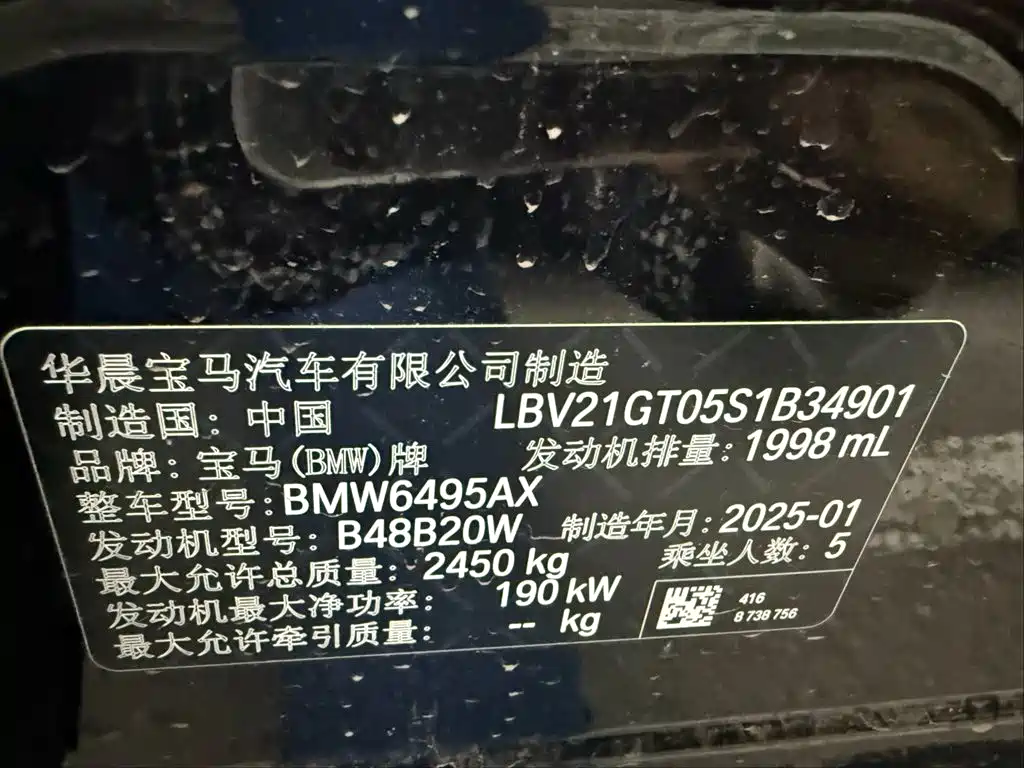 华晨宝马汽车有限公司制造
制造国：中国 LBV21GT05S1B34901
品牌：宝马(BMW)牌 发动机排量：1998 mL
整车型号：BMW6495AX
发动机型号：B48B20W 制造年月：2025-01
最大允许总质量：2450 kg 乘坐人数：5
发动机最大净功率：190 kW
最大允许牵引质量：-- kg
416
8 738 756